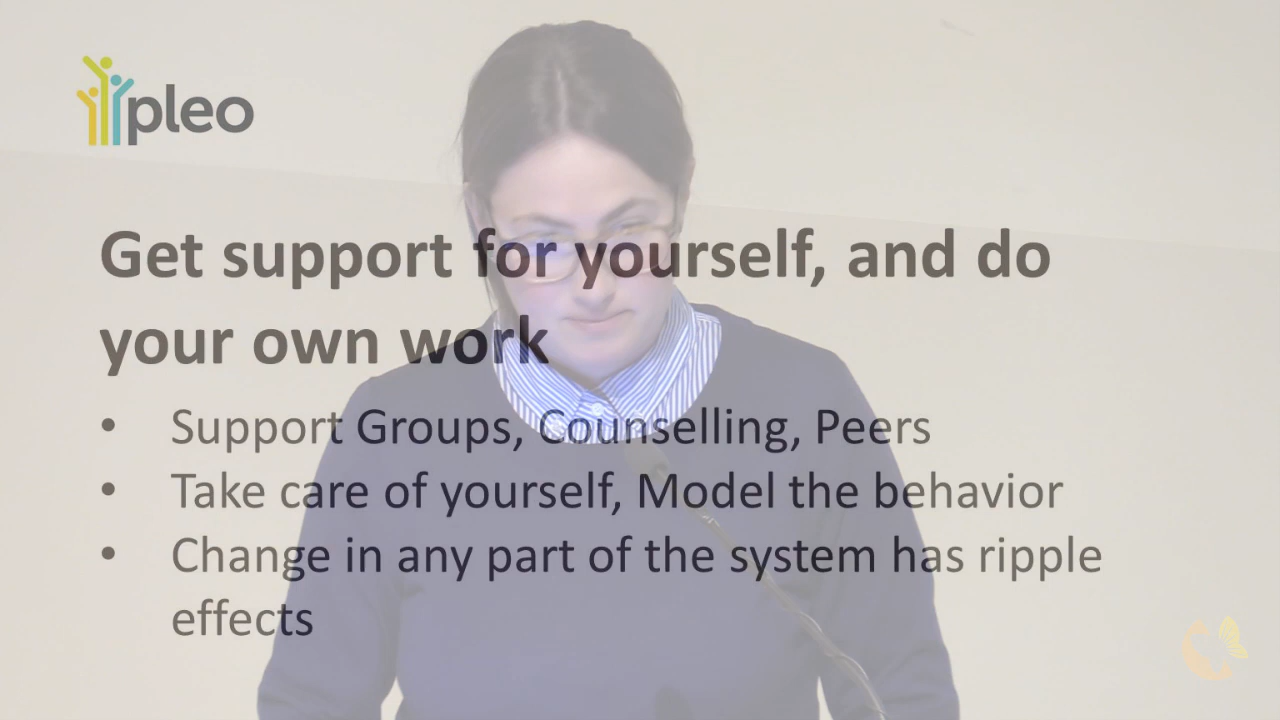 pleo
Get support for yourself, and do
your own work
• Support Groups, Counselling, Peers
• Take care of yourself, Model the behavior
• Change in any part of the system has ripple
effects